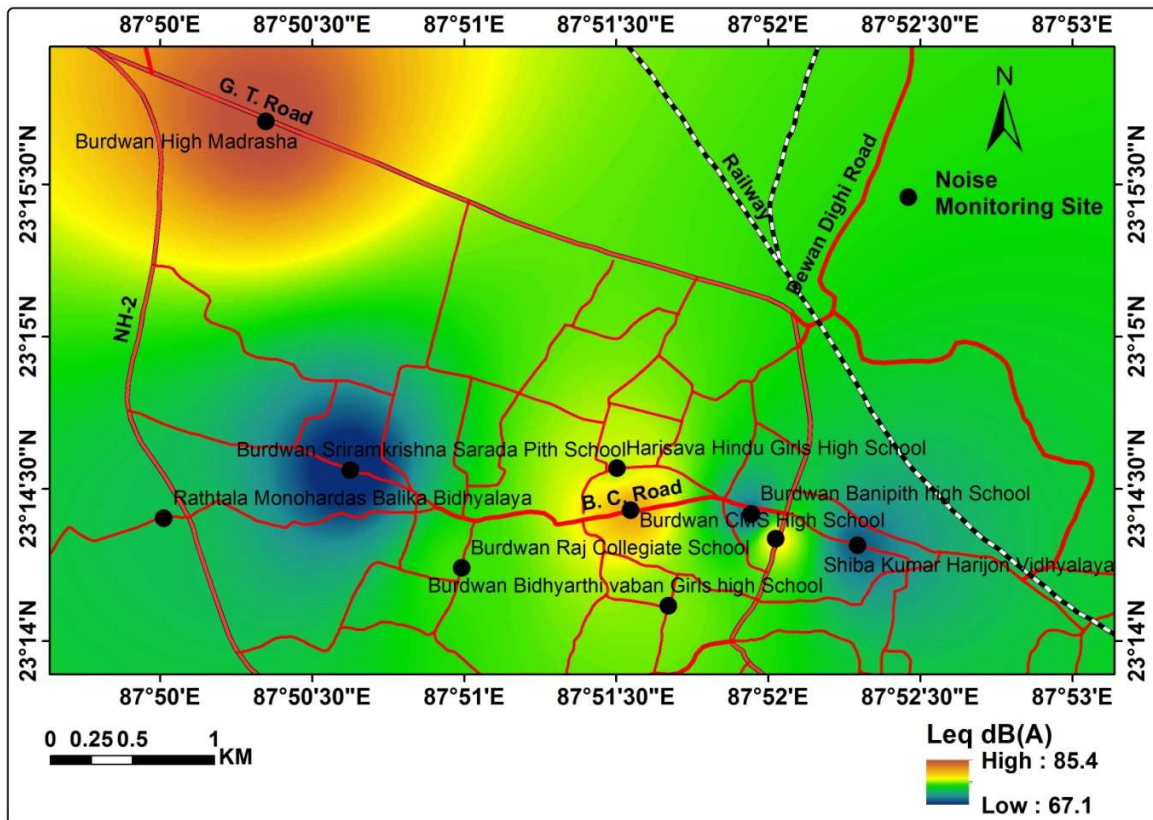 87°50'E 87°50'30"E 87°51'E 87°51'30"E 87°52'E 87°52'30"E 87°53'E
G. T. Road
N
Burdwan High Madrasha
23°15'30"N
23°15'30"N
Railway
Dewan Dighi Road
Noise
Monitoring Site
NH-2
23°15'N
23°15'N
Burdwan Sriramkrishna Sarada Pith School
Harisava Hindu Girls High School
23°14'30"N
23°14'30"N
Rathtala Monohardas Balika Bidhyalaya
B. C. Road
Burdwan Banipith high School
Burdwan CMS High School
Burdwan Raj Collegiate School
Shiba Kunar Harijon Vidhyalaya
Burdwan Bidhyarthi vaban Girls high School
23°14'N
23°14'N
87°50'E 87°50'30"E 87°51'E 87°51'30"E 87°52'E 87°52'30"E 87°53'E
0 0.25 0.5 1
KM
Leq dB(A)
High : 85.4
Low : 67.1